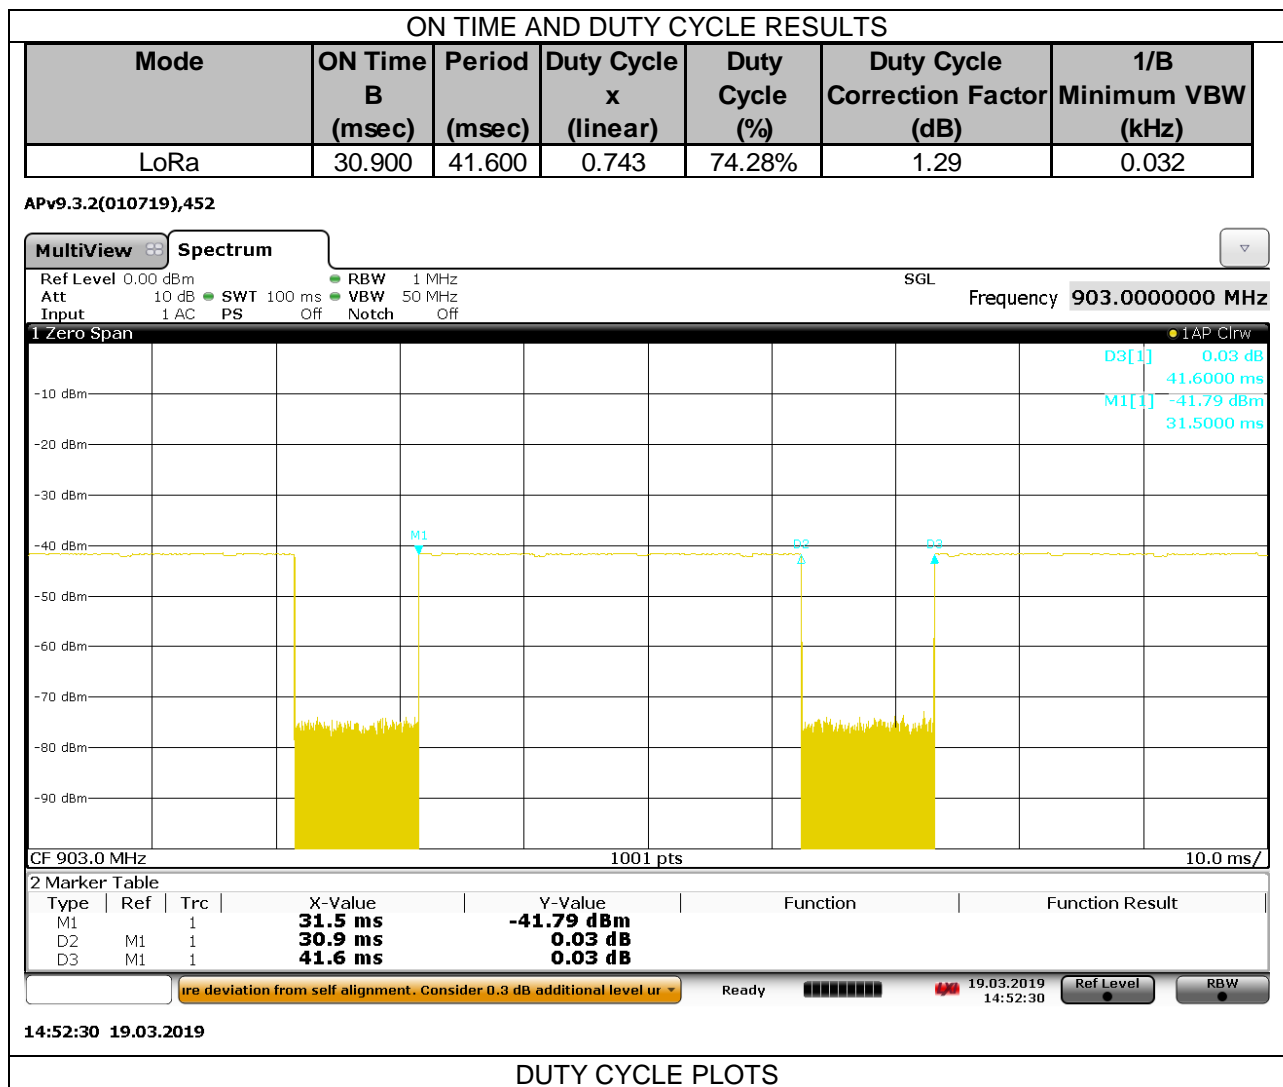 ON TIME AND DUTY CYCLE RESULTS
Mode ON Time Period Duty Cycle Duty Duty Cycle 1/B
B x Cycle Correction Factor Minimum VBW
(msec) (msec) (linear) (%) (dB) (kHz)
LoRa 30.900 41.600 0.743 74.28% 1.29 0.032
APv9.3.2(010719),452
MultiView Spectrum
Ref Level 0.00 dBm RBW 1 MHz SGL
Att 10 dB SWT 100 ms VBW 50 MHz Frequency 903.0000000 MHz
Input 1 AC PS Off Notch Off
1 Zero Span 1AP Clrw
D3[1] 0.03 dB
41.6000 ms
-10 dBm M1[1] -41.79 dBm
31.5000 ms
-20 dBm
-30 dBm
M1
-40 dBm D2 D3
-50 dBm
-60 dBm
-70 dBm
-80 dBm
-90 dBm
CF 903.0 MHz 1001 pts 10.0 ms/
2 Marker Table
Type Ref Trc X-Value Y-Value Function Function Result
M1 1 31.5 ms -41.79 dBm
D2 M1 1 30.9 ms 0.03 dB
D3 M1 1 41.6 ms 0.03 dB
ure deviation from self alignment. Consider 0.3 dB additional level ur Ready 19.03.2019 Ref Level RBW
14:52:30
14:52:30 19.03.2019
DUTY CYCLE PLOTS